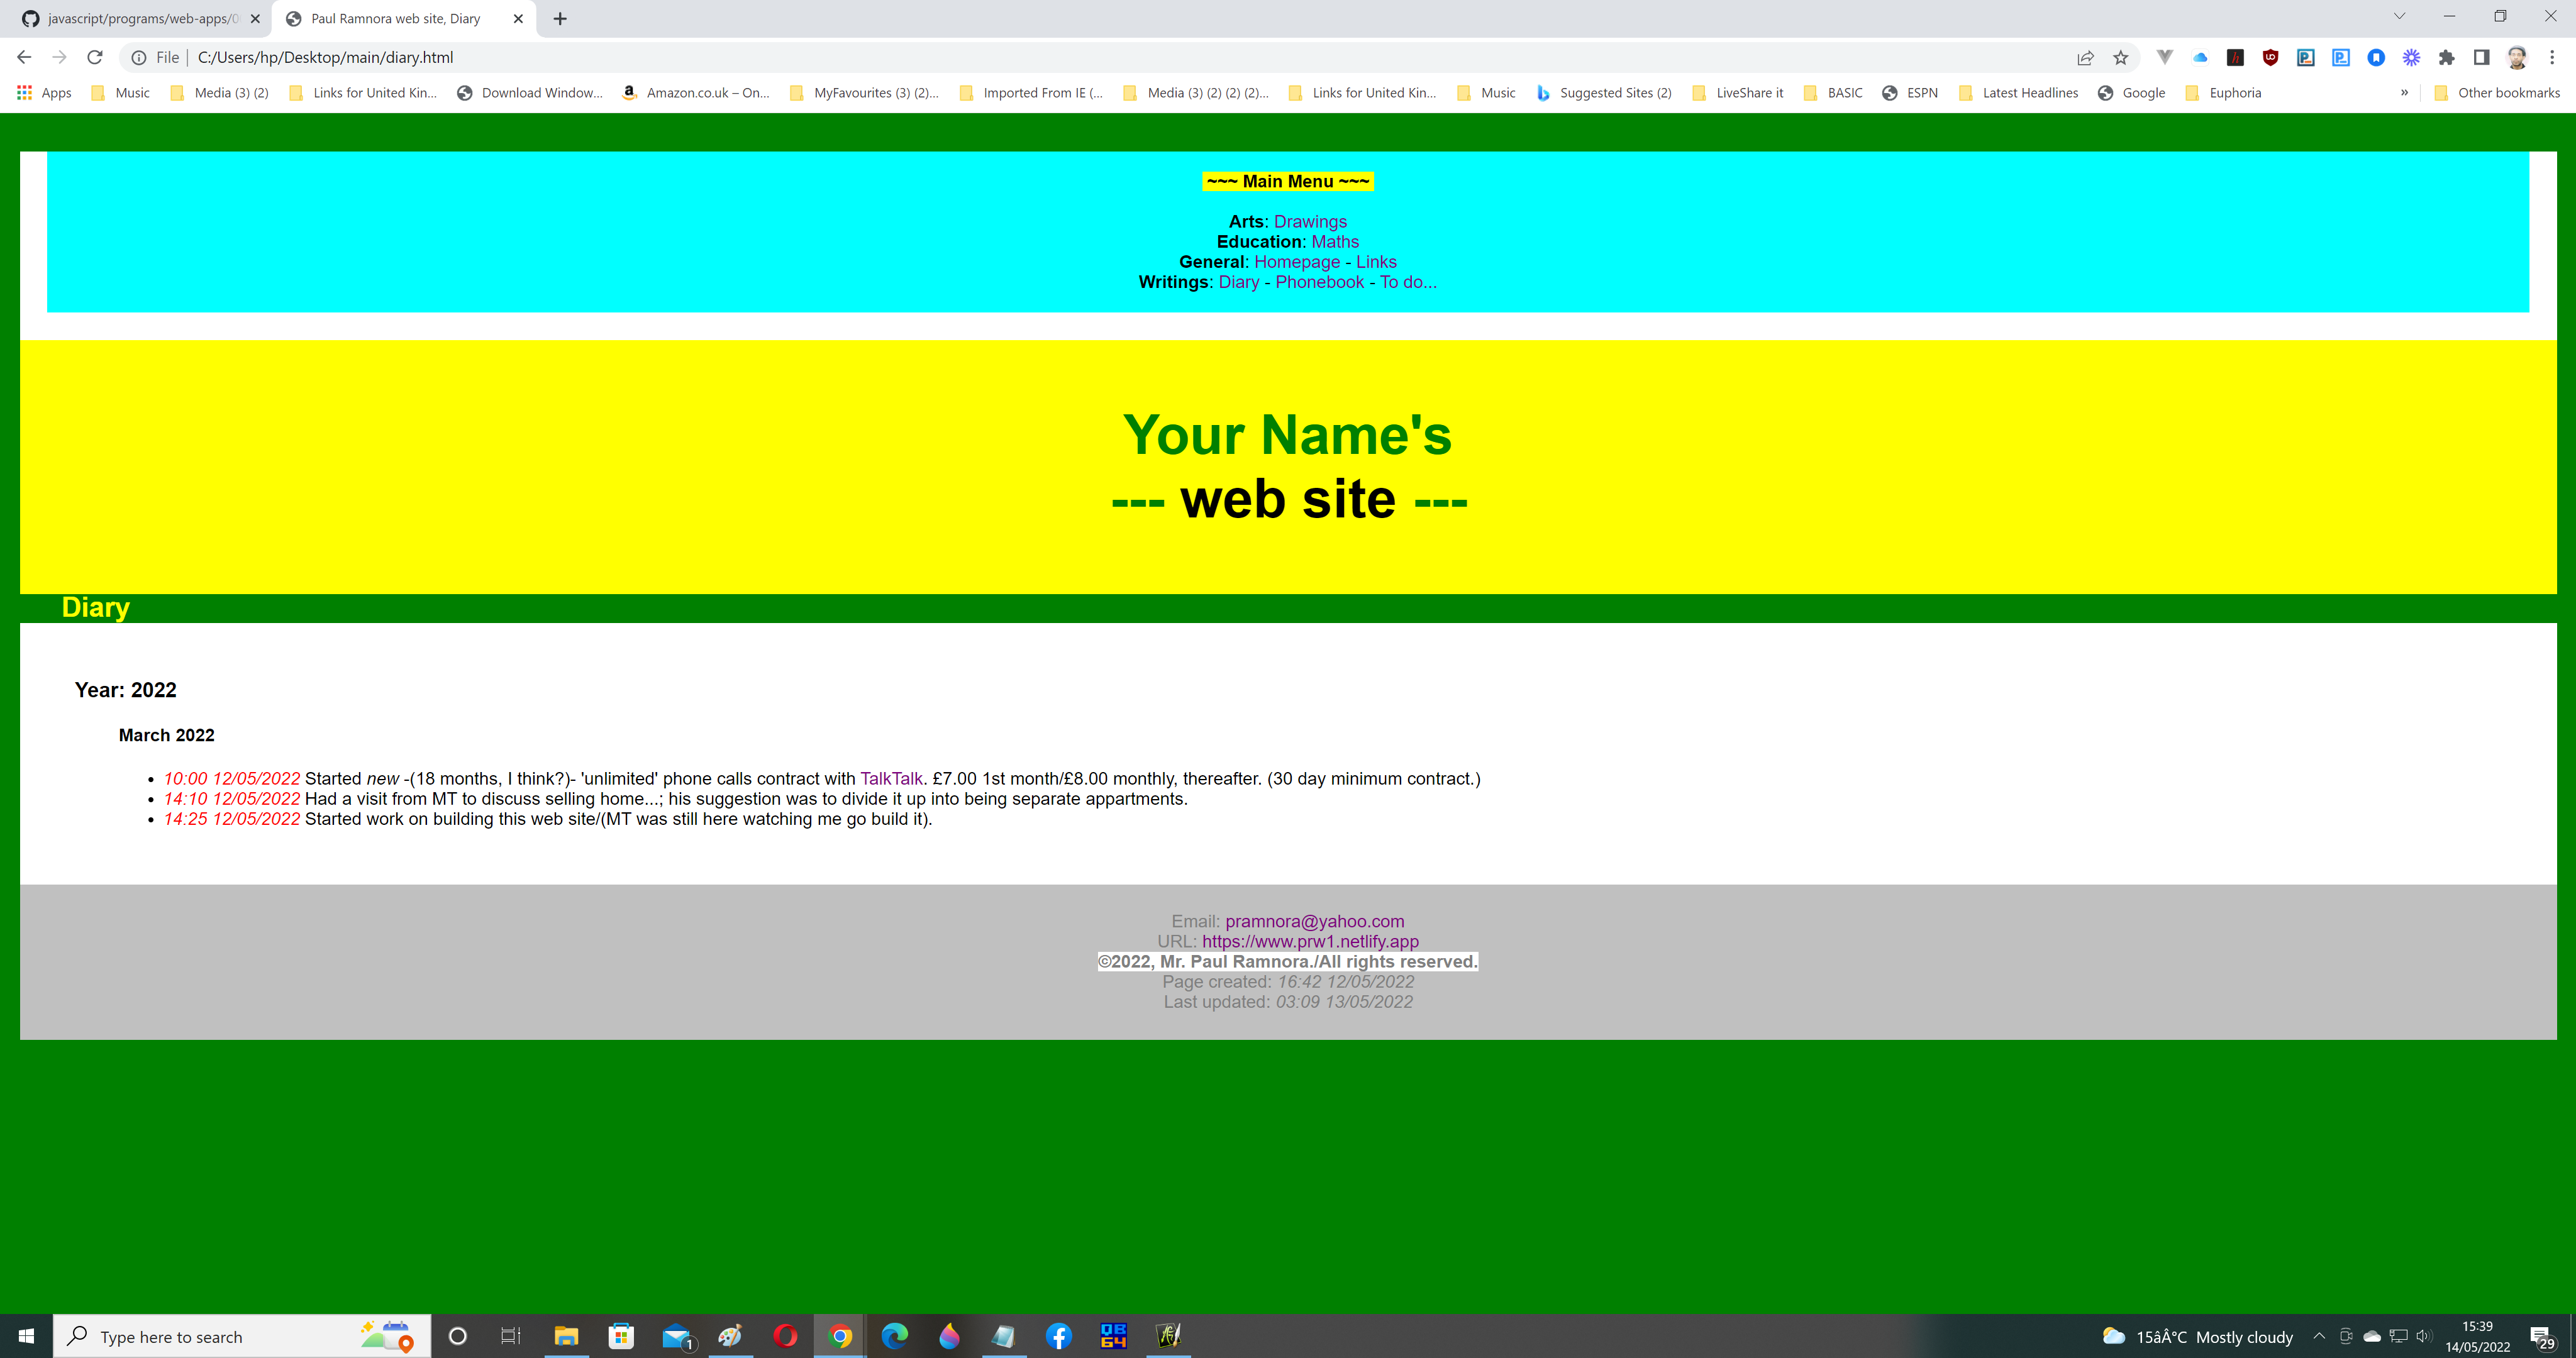 javascript/programs/web-apps/0
Paul Ramnora web site, Diary
File | C:/Users/hp/Desktop/main/diary.html
Apps Music Media (3) (2) Links for United Kin... Download Window... Amazon.co.uk – On... MyFavourites (3) (2)... Imported From IE (... Media (3) (2) (2) (2)... Links for United Kin... Music Suggested Sites (2) LiveShare it BASIC ESPN Latest Headlines Google Euphoria » Other bookmarks
~~~ Main Menu ~~~
Arts: Drawings
Education: Maths
General: Homepage - Links
Writings: Diary - Phonebook - To do...
Your Name's
--- web site ---
Diary
Year: 2022
March 2022
• 10:00 12/05/2022 Started new -(18 months, I think?)- 'unlimited' phone calls contract with TalkTalk. £7.00 1st month/£8.00 monthly, thereafter. (30 day minimum contract.)
• 14:10 12/05/2022 Had a visit from MT to discuss selling home...; his suggestion was to divide it up into being separate appartments.
• 14:25 12/05/2022 Started work on building this web site/(MT was still here watching me go build it).
Email: pramnora@yahoo.com
URL: https://www.prw1.netlify.app
©2022, Mr. Paul Ramnora./All rights reserved.
Page created: 16:42 12/05/2022
Last updated: 03:09 13/05/2022
Type here to search
1
QB
64
15âÂ°C Mostly cloudy
15:39
14/05/2022
29